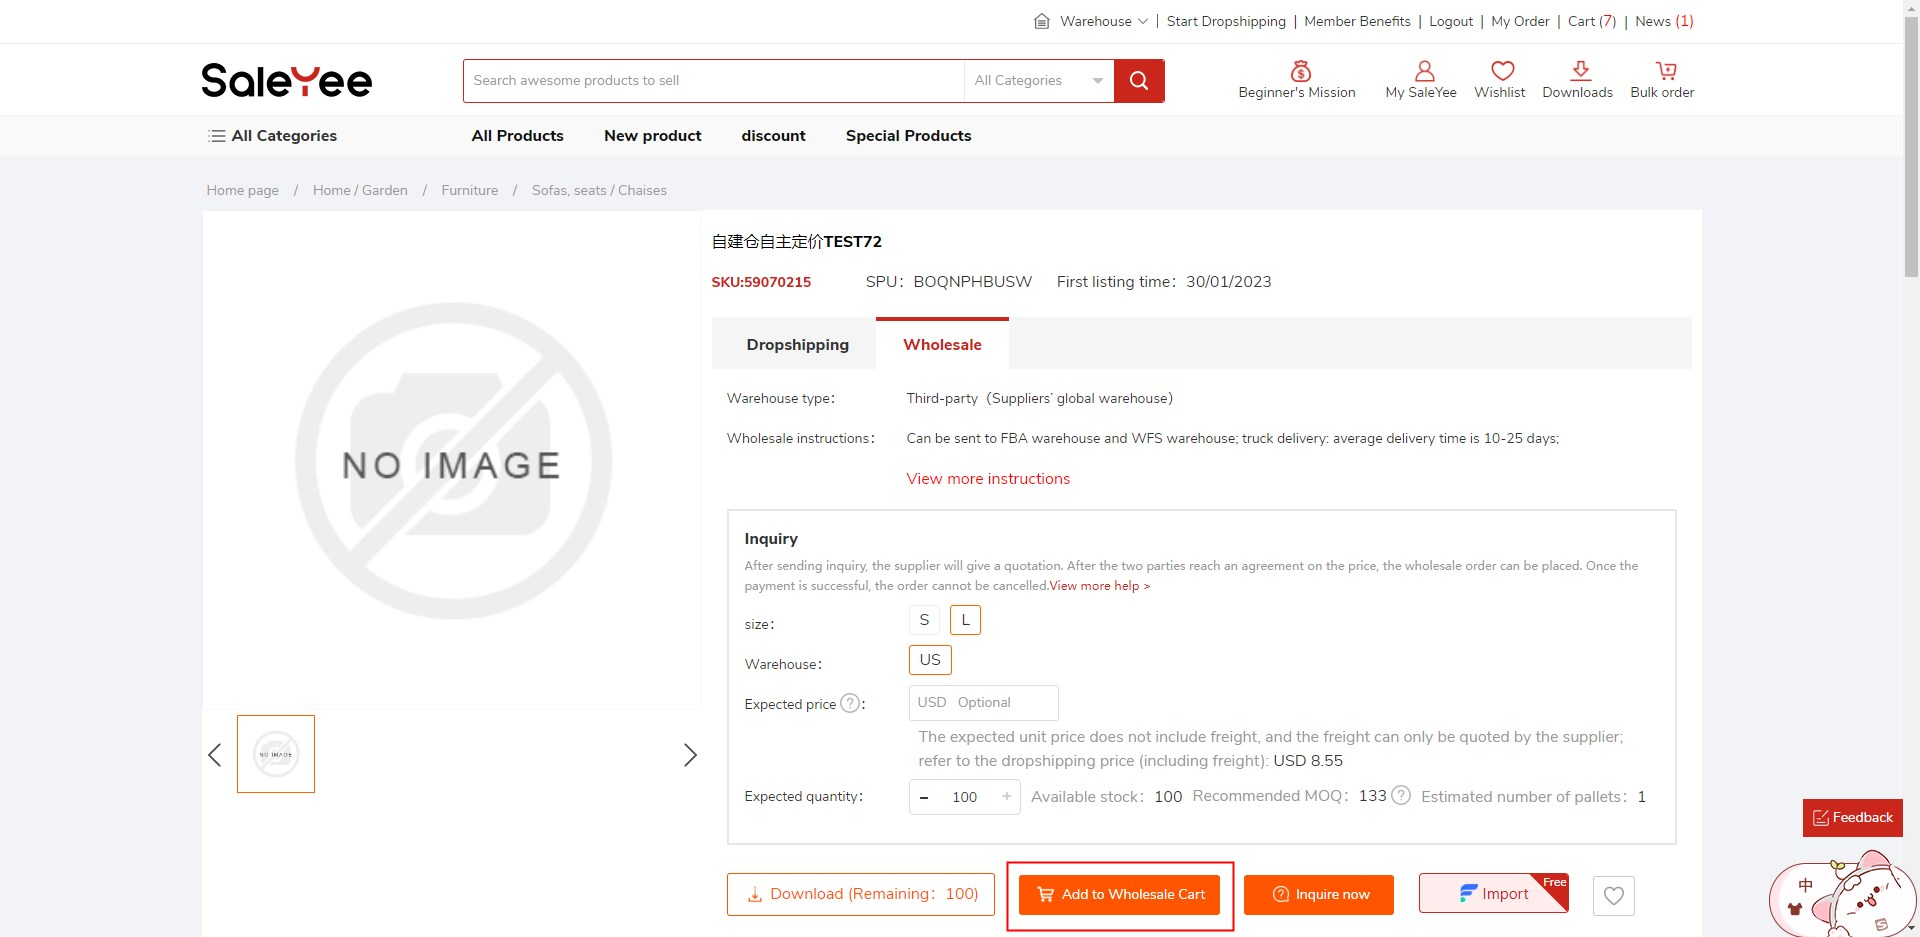 Warehouse | Start Dropshipping | Member Benefits | Logout | My Order | Cart (7) | News (1)
SaleYee
Search awesome products to sell All Categories
Beginner's Mission My SaleYee Wishlist Downloads Bulk order
All Categories All Products New product discount Special Products
Home page / Home / Garden / Furniture / Sofas, seats / Chaises
自建仓自主定价TEST72
SKU:59070215 SPU：BOQNPHBUSW First listing time：30/01/2023
Dropshipping Wholesale
Warehouse type： Third-party（Suppliers' global warehouse）
Wholesale instructions： Can be sent to FBA warehouse and WFS warehouse; truck delivery: average delivery time is 10-25 days;
View more instructions
NO IMAGE
Inquiry
After sending inquiry, the supplier will give a quotation. After the two parties reach an agreement on the price, the wholesale order can be placed. Once the
payment is successful, the order cannot be cancelled.View more help >
size： S L
Warehouse： US
Expected price ?： USD Optional
The expected unit price does not include freight, and the freight can only be quoted by the supplier;
refer to the dropshipping price (including freight): USD 8.55
NO IMAGE
Expected quantity： - 100 + Available stock：100 Recommended MOQ：133 ? Estimated number of pallets：1
Feedback
Download (Remaining：100) Add to Wholesale Cart Inquire now Import Free
中
S